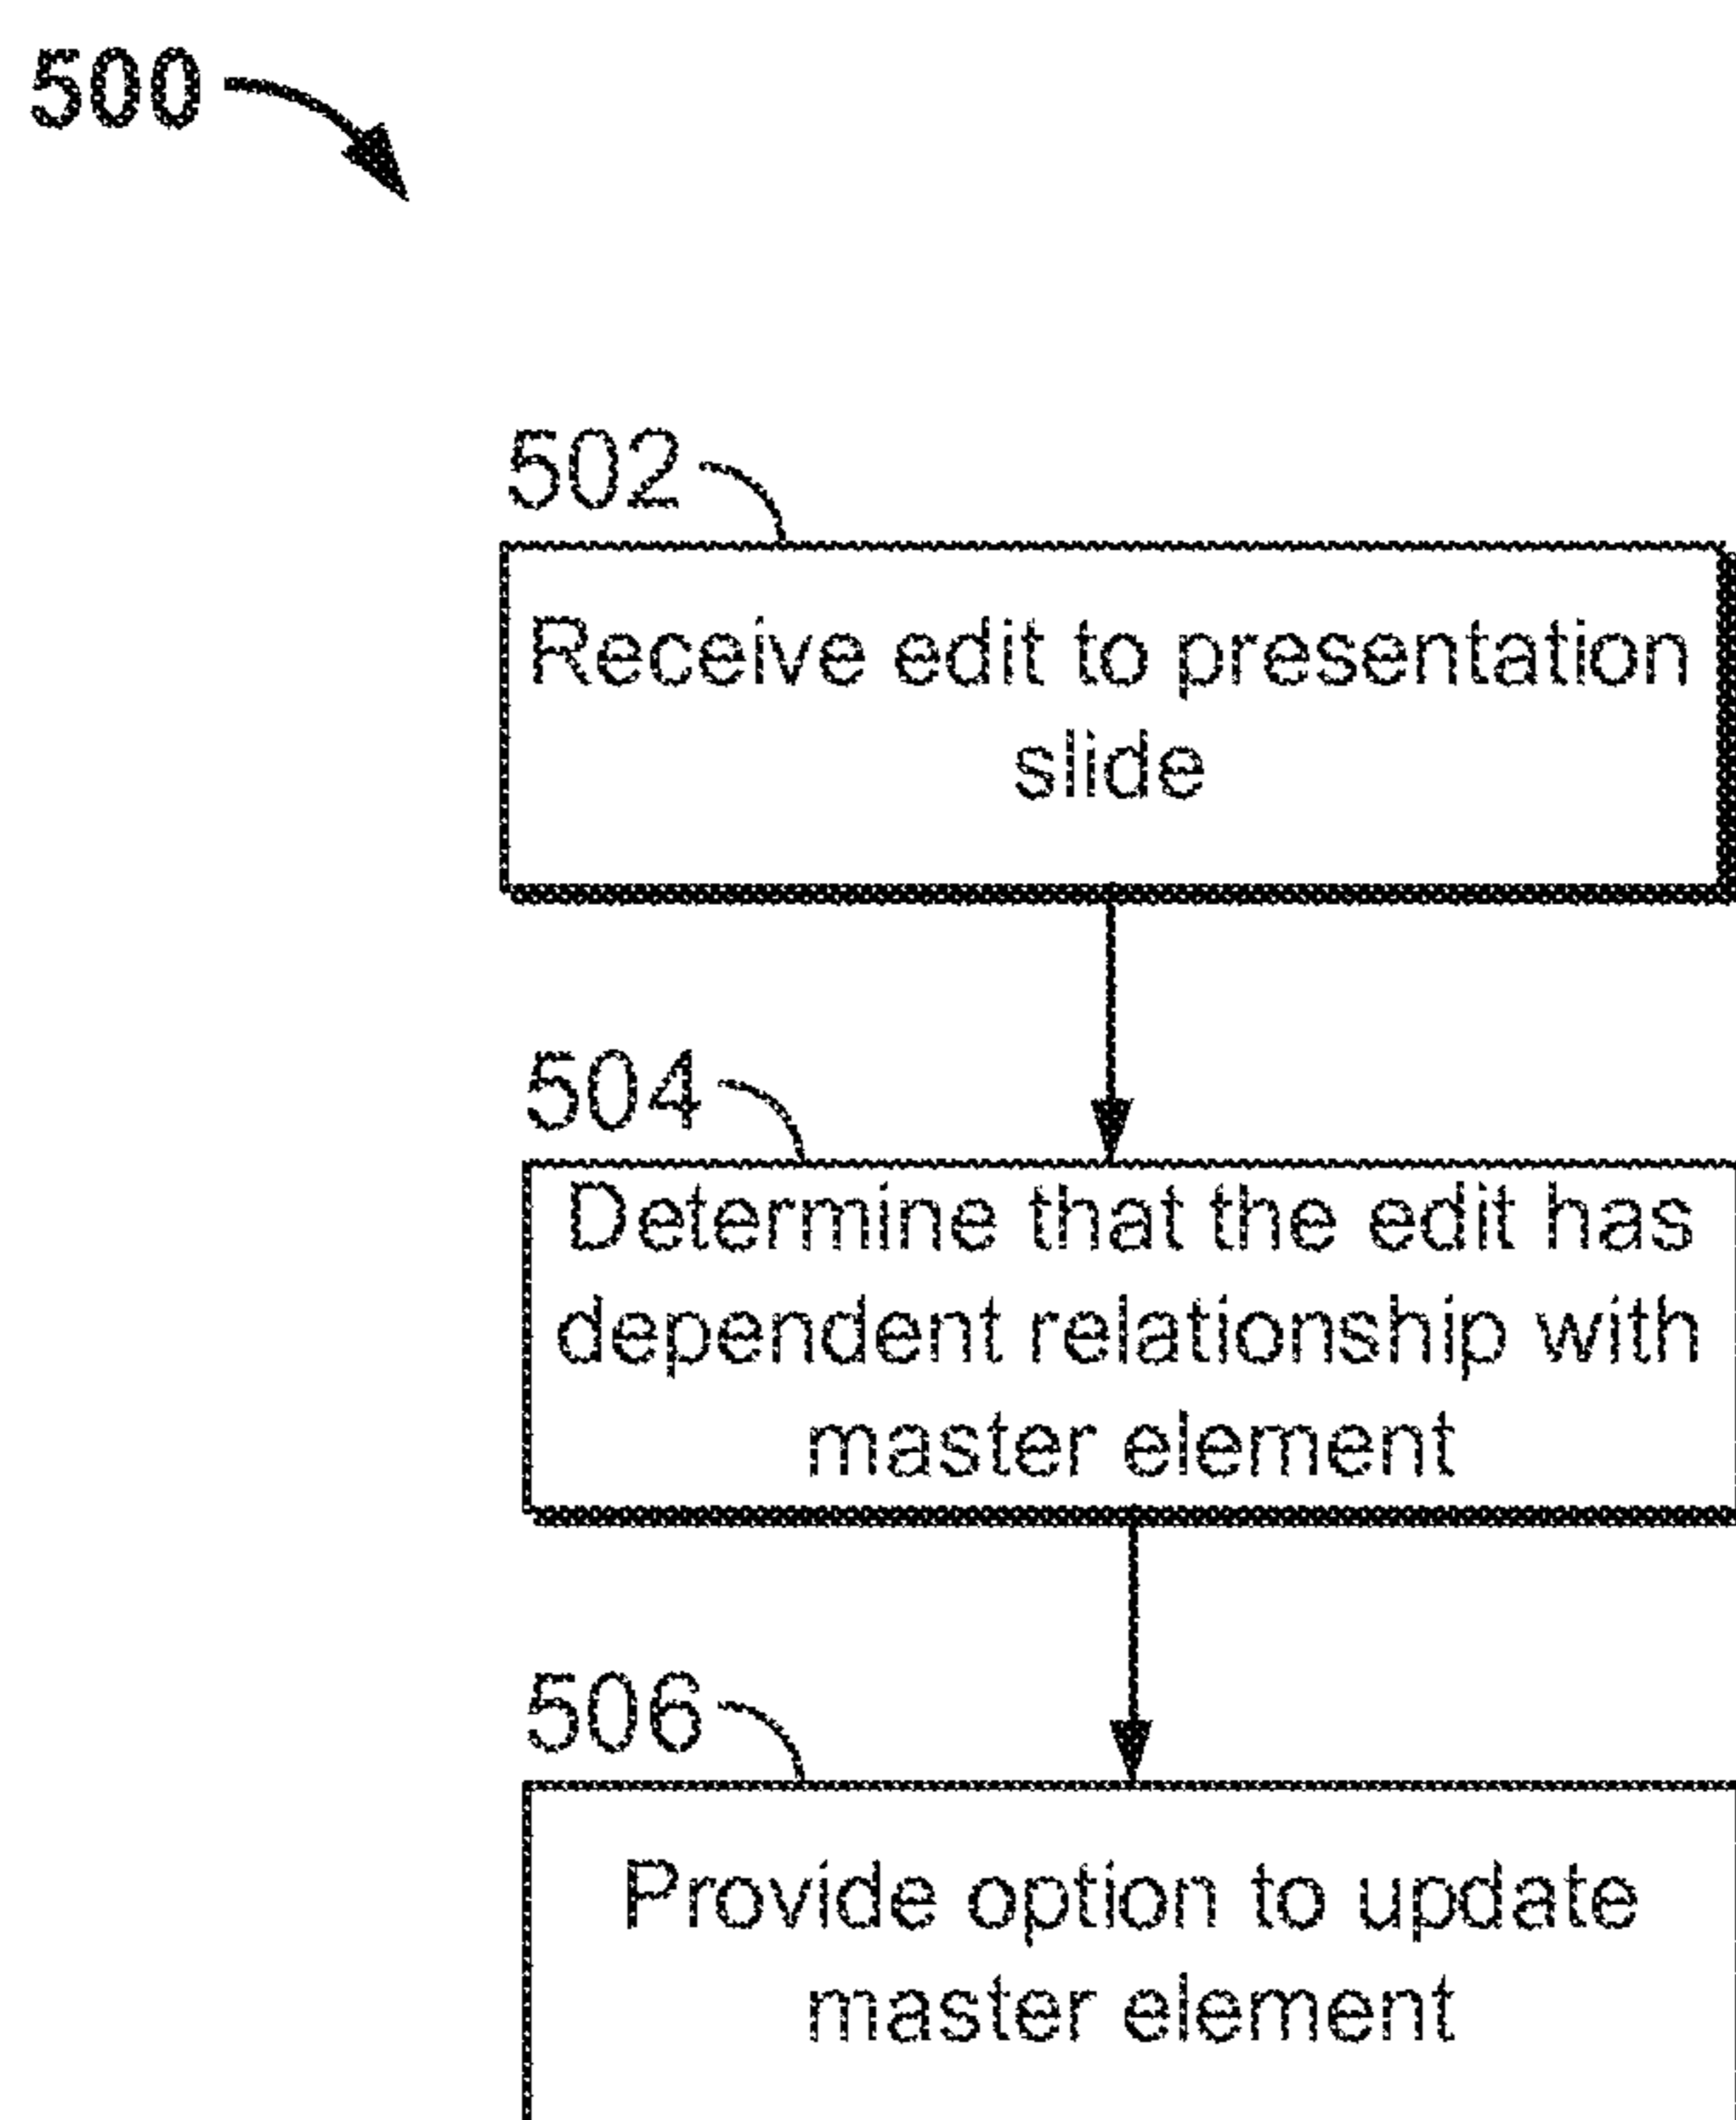 500
502
Receive edit to presentation
slide
504
Determine that the edit has
dependent relationship with
master element
506
Provide option to update
master element